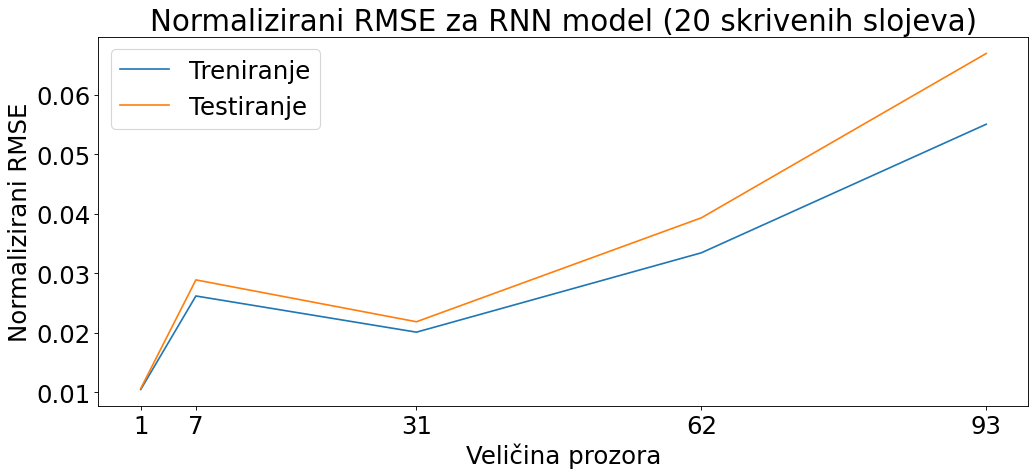 Normalizirani RMSE za RNN model (20 skrivenih slojeva)
Treniranje
Testiranje
Normalizirani RMSE
0.06
0.05
0.04
0.03
0.02
0.01
1 7 31 62 93
Veličina prozora